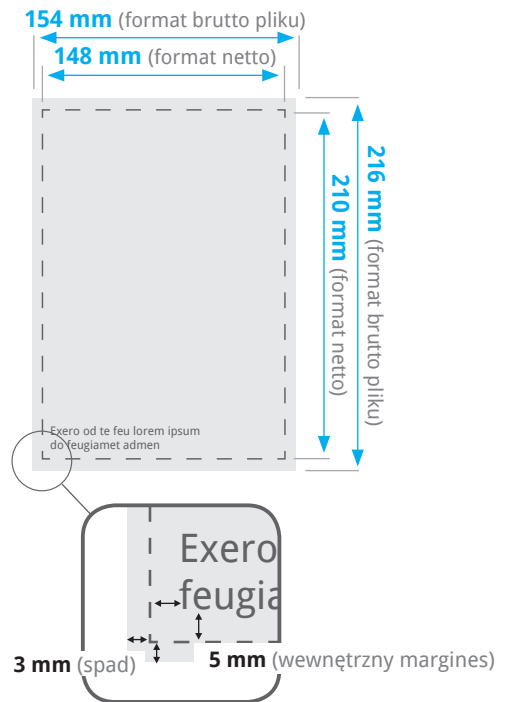 154 mm (format brutto pliku)
148 mm (format netto)
216 mm (format brutto pliku)
210 mm (format netto)
Exero od te feu lorem ipsum
do feugiamet admen
Exero
feugia
3 mm (spad)
5 mm (wewnętrzny margines)